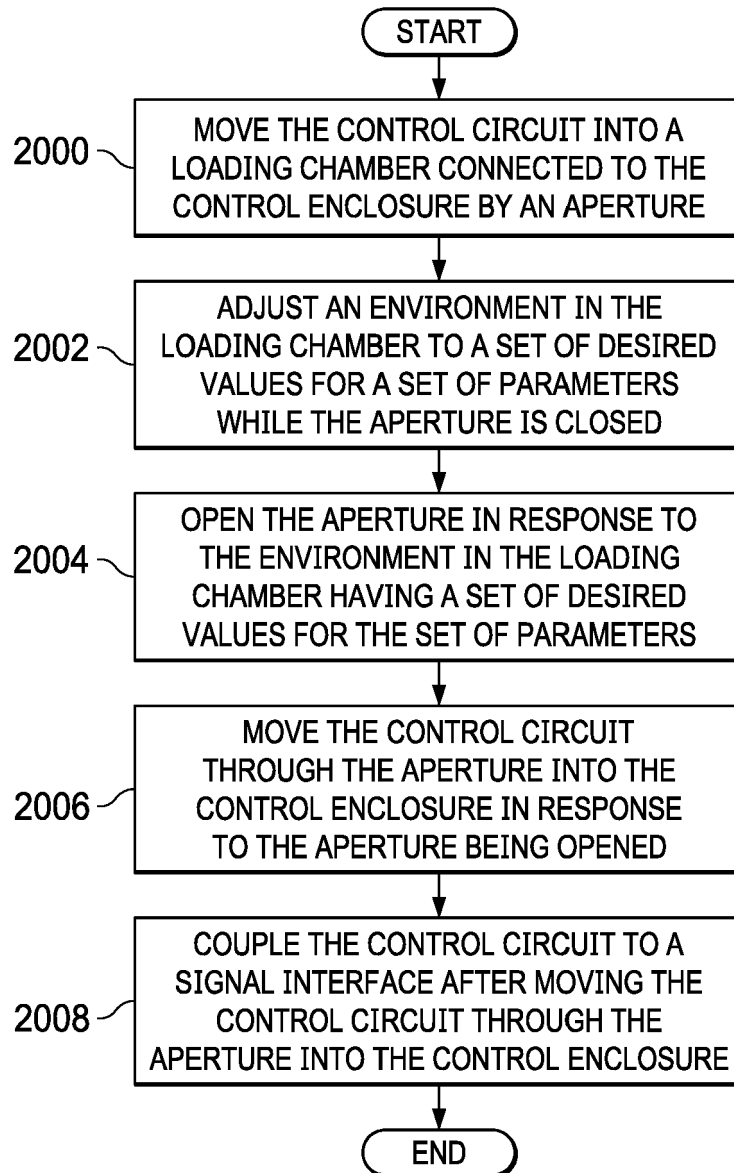 START
2000
MOVE THE CONTROL CIRCUIT INTO A
LOADING CHAMBER CONNECTED TO THE
CONTROL ENCLOSURE BY AN APERTURE
2002
ADJUST AN ENVIRONMENT IN THE
LOADING CHAMBER TO A SET OF DESIRED
VALUES FOR A SET OF PARAMETERS
WHILE THE APERTURE IS CLOSED
2004
OPEN THE APERTURE IN RESPONSE TO
THE ENVIRONMENT IN THE LOADING
CHAMBER HAVING A SET OF DESIRED
VALUES FOR THE SET OF PARAMETERS
2006
MOVE THE CONTROL CIRCUIT
THROUGH THE APERTURE INTO THE
CONTROL ENCLOSURE IN RESPONSE
TO THE APERTURE BEING OPENED
2008
COUPLE THE CONTROL CIRCUIT TO A
SIGNAL INTERFACE AFTER MOVING THE
CONTROL CIRCUIT THROUGH THE
APERTURE INTO THE CONTROL ENCLOSURE
END